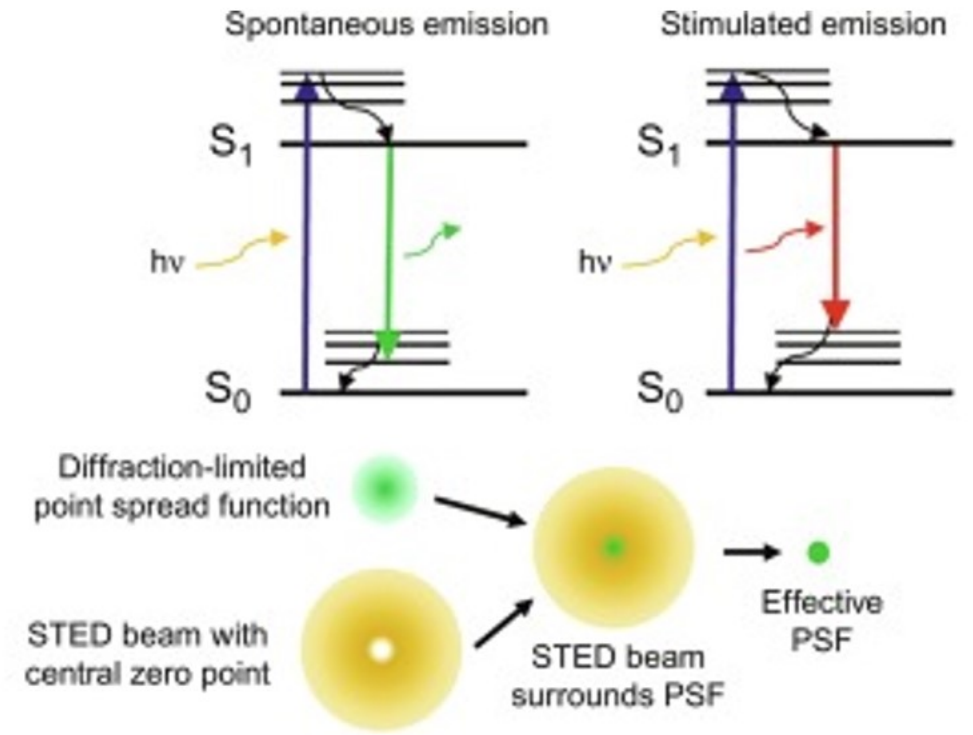 Spontaneous emission
Stimulated emission
S1
S1
hν
hν
S0
S0
Diffraction-limited
point spread function
STED beam with
central zero point
STED beam
surrounds PSF
Effective
PSF